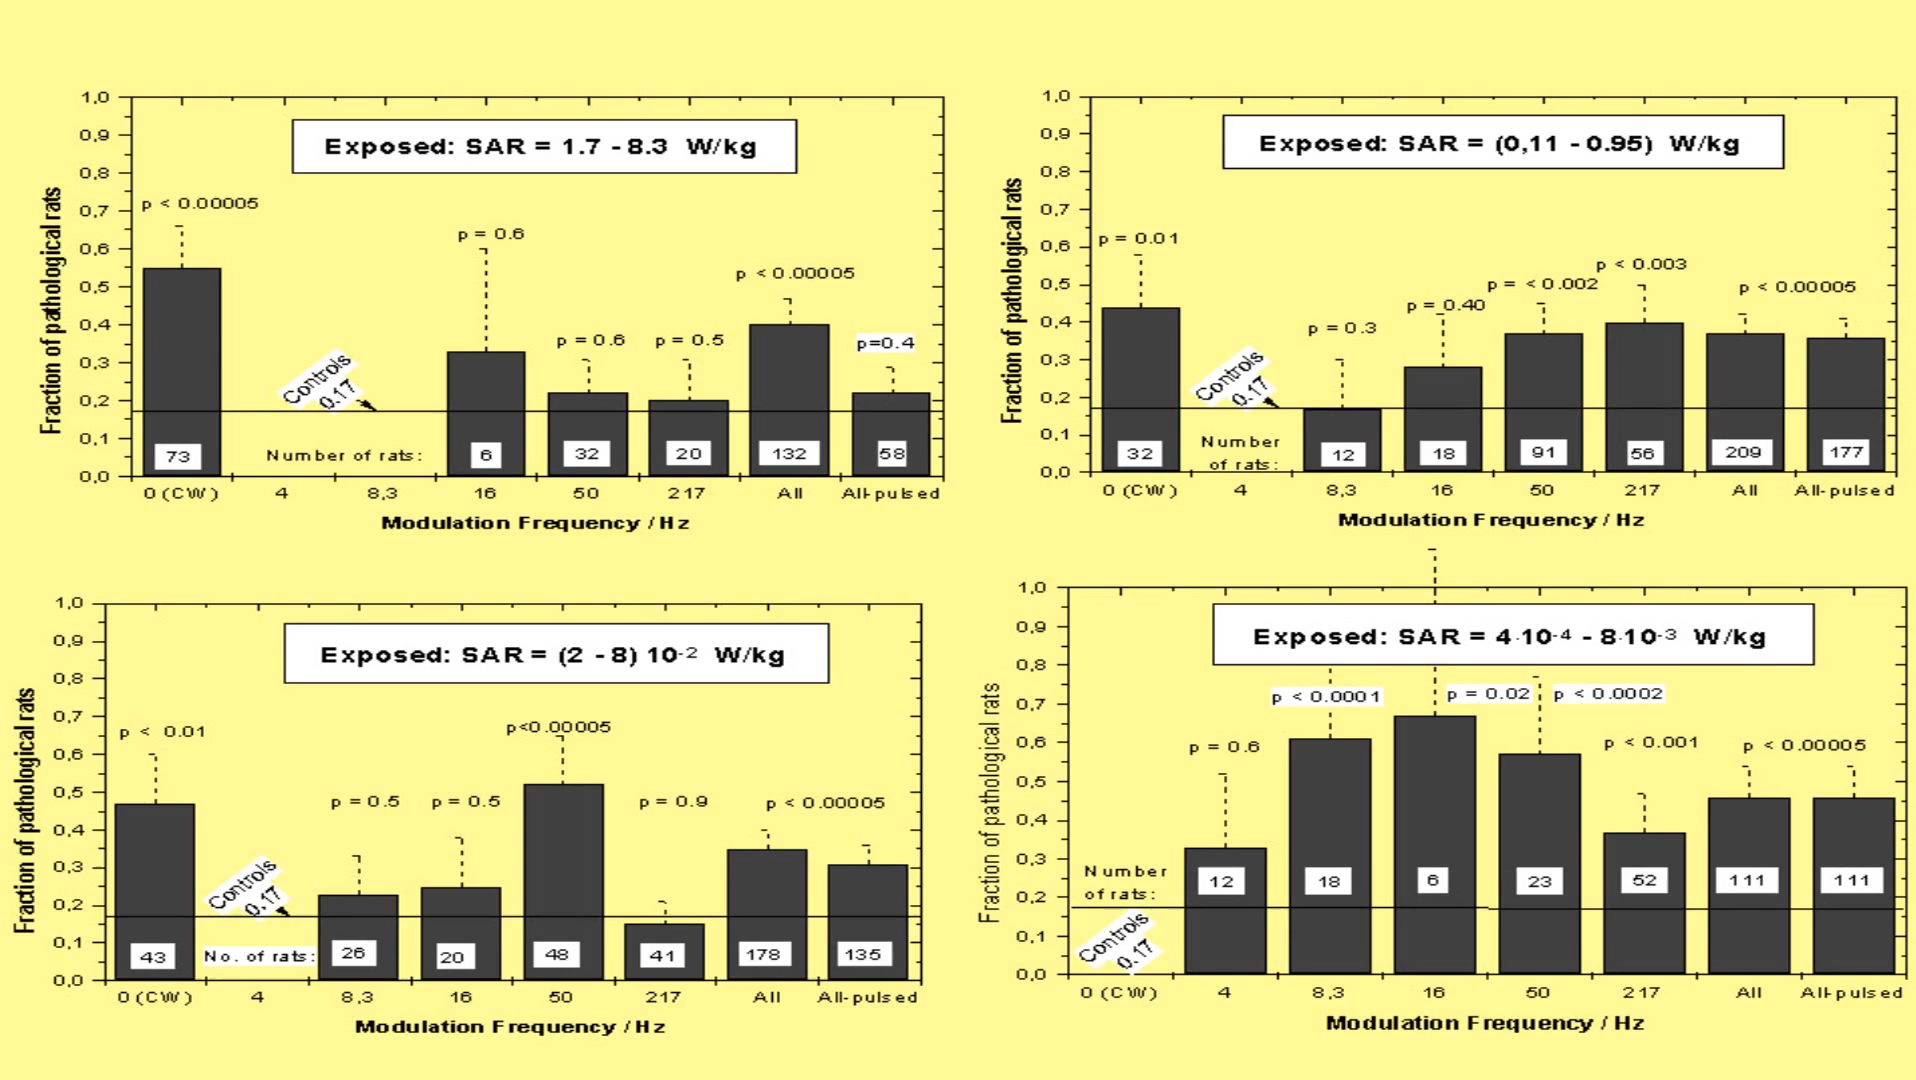 Exposed: SAR = 1.7 - 8.3 W/kg
Fraction of pathological rats
1,0
0,9
0,8
0,7
0,6
0,5
0,4
0,3
0,2
0,1
0,0
p < 0.00005
p = 0.6
p = 0.6
p = 0.5
p < 0.00005
p=0.4
Controls
0.17
Number of rats:
73
6
32
20
132
58
0 (CW) 4 8,3 16 50 217 All All-pulsed
Modulation Frequency / Hz
Exposed: SAR = (0,11 - 0.95) W/kg
Fraction of pathological rats
1,0
0,9
0,8
0,7
0,6
0,5
0,4
0,3
0,2
0,1
0,0
p = 0.01
p = 0.3
p = 0.40
p = < 0.002
p < 0.003
p < 0.00005
Controls
0.17
Number
of rats:
32
12
18
91
56
209
177
0 (CW) 4 8,3 16 50 217 All All-pulsed
Modulation Frequency / Hz
Exposed: SAR = (2 - 8) 10-2 W/kg
Fraction of pathological rats
1,0
0,9
0,8
0,7
0,6
0,5
0,4
0,3
0,2
0,1
0,0
p < 0.01
p = 0.5
p = 0.5
p<0.00005
p = 0.9
p < 0.00005
Controls
0.17
No. of rats:
43
26
20
48
41
178
135
0 (CW) 4 8,3 16 50 217 All All-pulsed
Modulation Frequency / Hz
Exposed: SAR = 4·10-4 - 8·10-3 W/kg
Fraction of pathological rats
1,0
0,9
0,8
0,7
0,6
0,5
0,4
0,3
0,2
0,1
0,0
p = 0.6
p < 0.0001
p = 0.02
p < 0.0002
p < 0.001
p < 0.00005
Number
of rats:
12
18
6
23
52
111
111
Controls
0.17
0 (CW) 4 8,3 16 50 217 All All-pulsed
Modulation Frequency / Hz